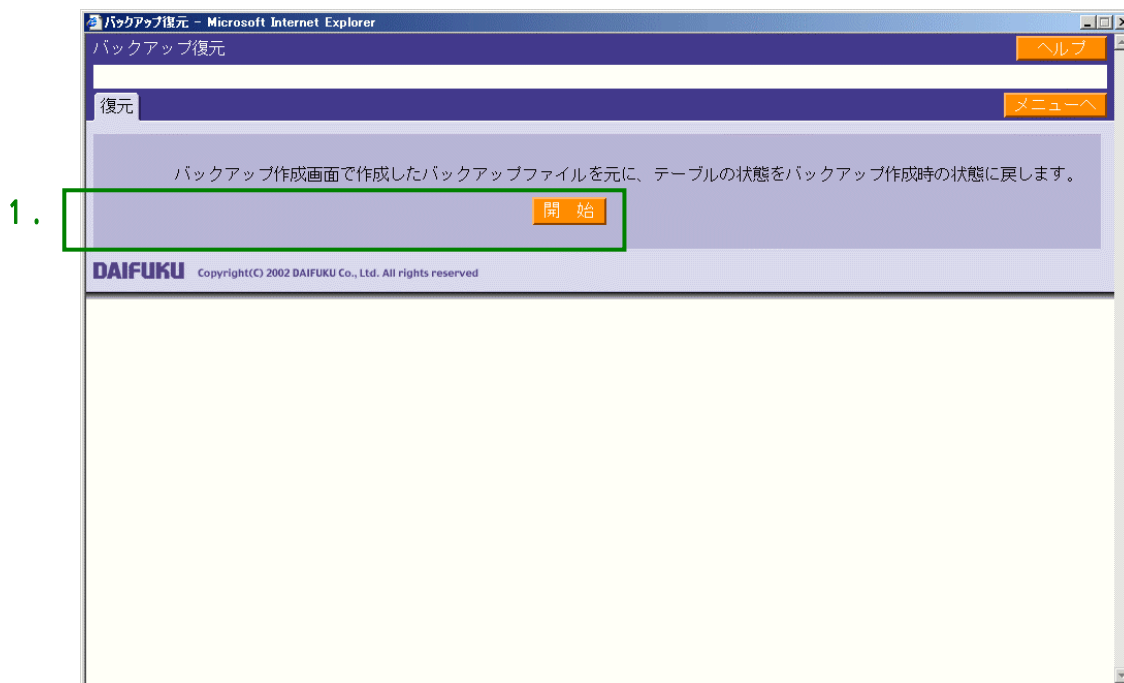 バックアップ復元 - Microsoft Internet Explorer
バックアップ復元
ヘルプ
復元
メニューへ
バックアップ作成画面で作成したバックアップファイルを元に、テーブルの状態をバックアップ作成時の状態に戻します。
1.
開　始
DAIFUKU Copyright(C) 2002 DAIFUKU Co., Ltd. All rights reserved